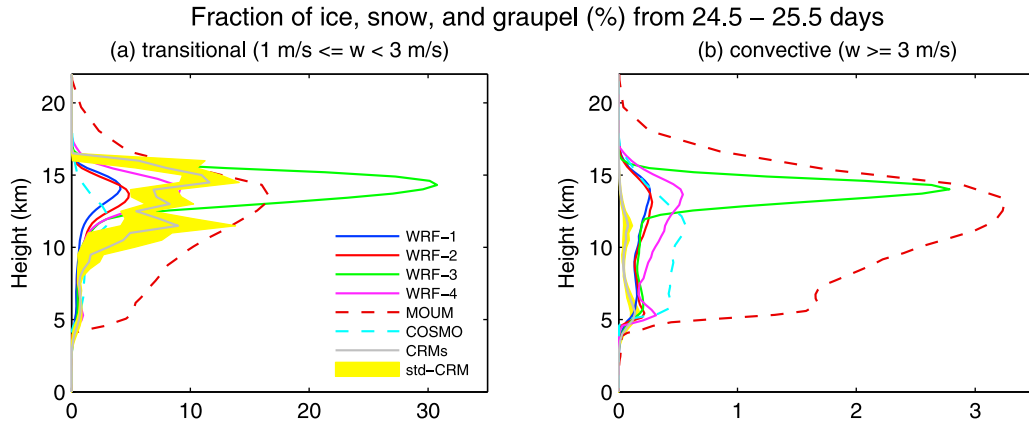 Fraction of ice, snow, and graupel (%) from 24.5 – 25.5 days
(a) transitional (1 m/s <= w < 3 m/s)
(b) convective (w >= 3 m/s)
Height (km)
20
15
10
5
0
0
10
20
30
WRF−1
WRF−2
WRF−3
WRF−4
MOUM
COSMO
CRMs
std−CRM
Height (km)
20
15
10
5
0
0
1
2
3